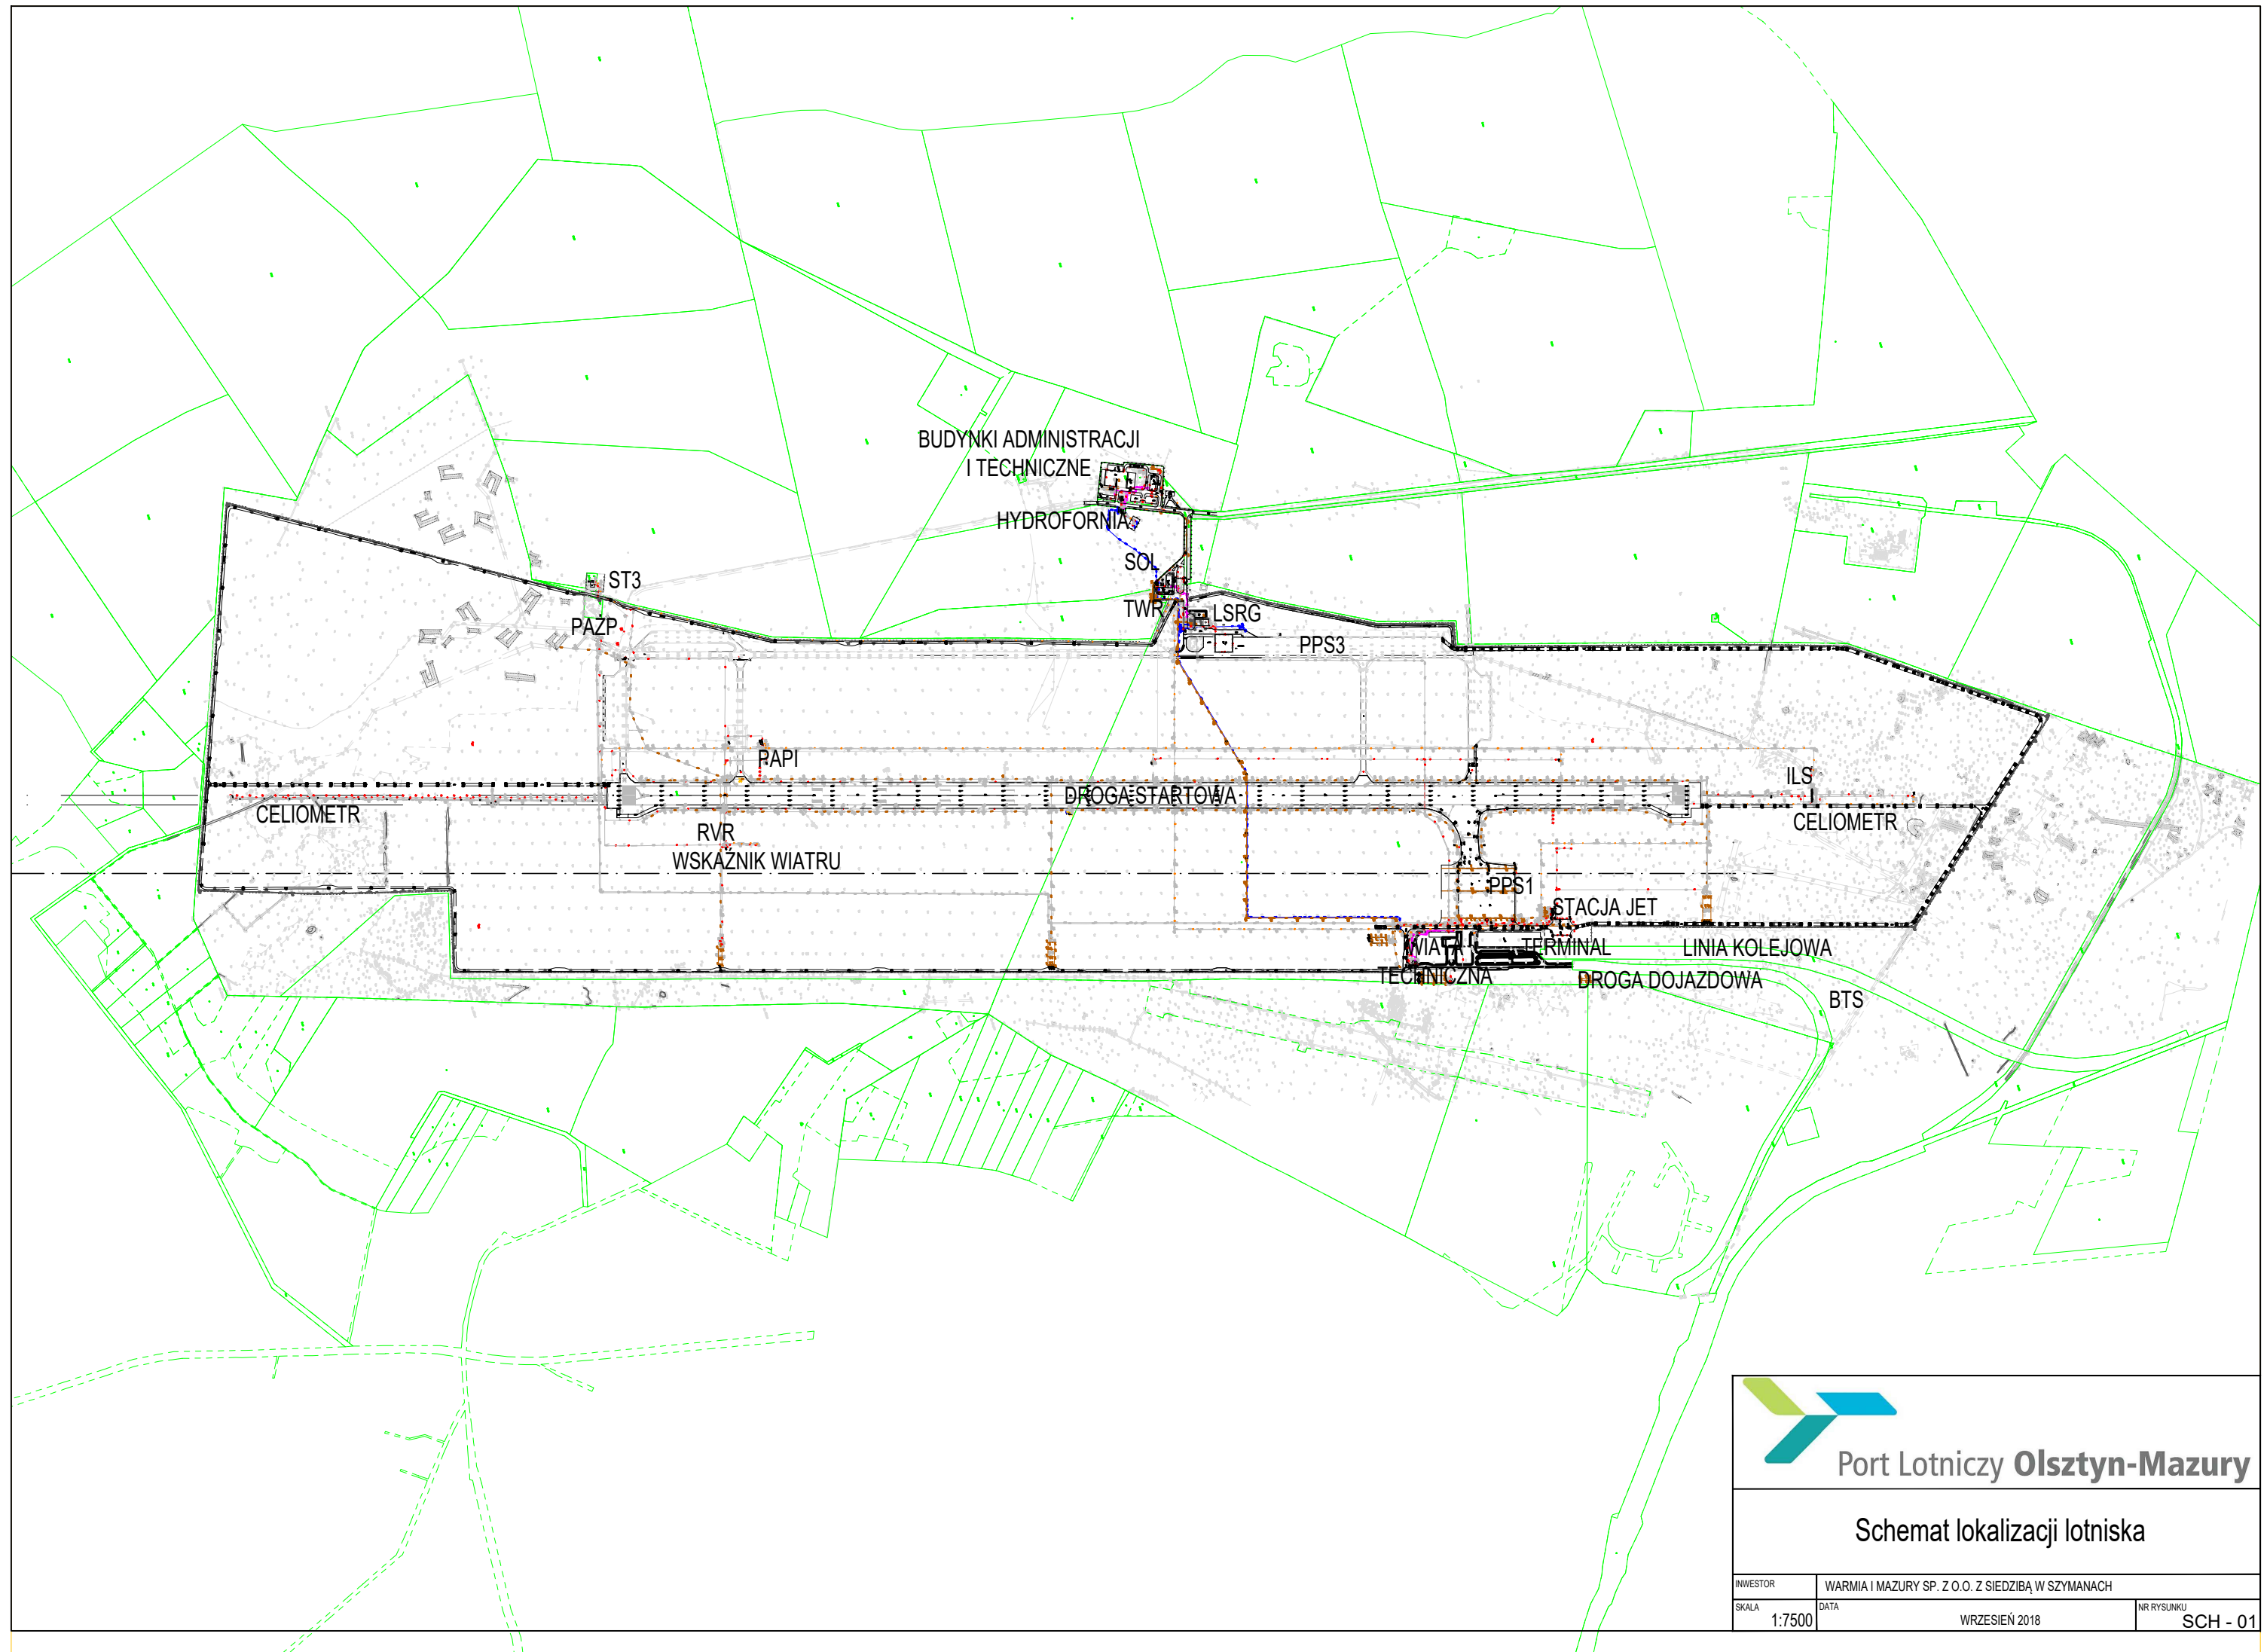 BUDYNKI ADMINISTRACJI
I TECHNICZNE
HYDROFORNIA
SOL
ST3
TWR
LSRG
PAZP
PPS3
PAPI
ILS
DROGA STARTOWA
CELIOMETR
CELIOMETR
RVR
WSKAŹNIK WIATRU
PPS1
STACJA JET
WIATA
TECHNICZNA
TERMINAL
LINIA KOLEJOWA
DROGA DOJAZDOWA
BTS
Port Lotniczy Olsztyn-Mazury
Schemat lokalizacji lotniska
INWESTOR
WARMIA I MAZURY SP. Z O.O. Z SIEDZIBĄ W SZYMANACH
SKALA
1:7500
DATA
WRZESIEŃ 2018
NR RYSUNKU
SCH - 01